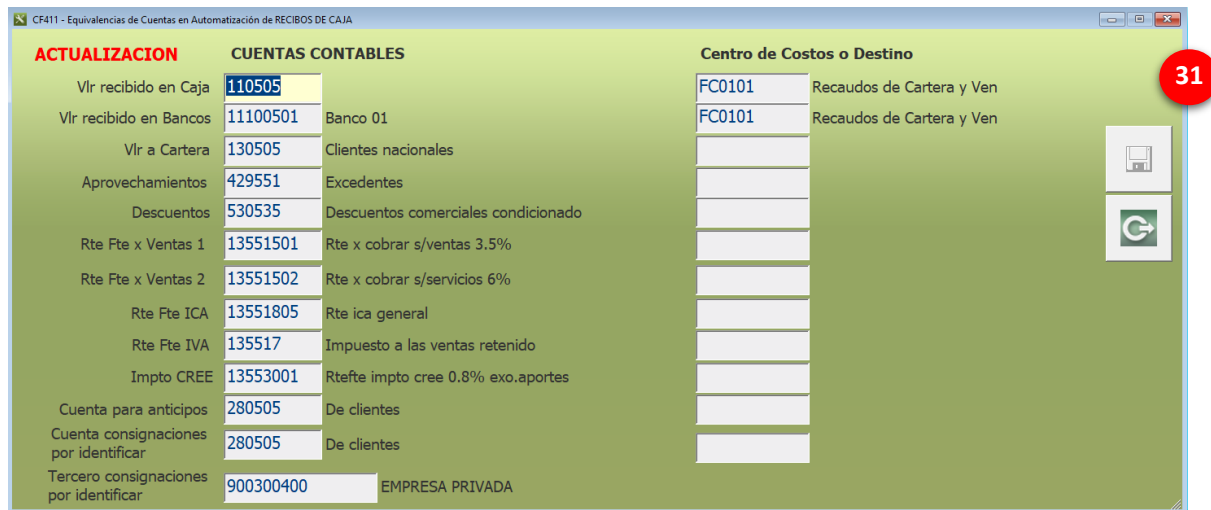 CF411 - Equivalencias de Cuentas en Automatización de RECIBOS DE CAJA
ACTUALIZACION CUENTAS CONTABLES Centro de Costos o Destino
31
Vlr recibido en Caja 110505 FC0101 Recaudos de Cartera y Ven
Vlr recibido en Bancos 11100501 Banco 01 FC0101 Recaudos de Cartera y Ven
Vlr a Cartera 130505 Clientes nacionales
Aprovechamientos 429551 Excedentes
Descuentos 530535 Descuentos comerciales condicionado
Rte Fte x Ventas 1 13551501 Rte x cobrar s/ventas 3.5%
Rte Fte x Ventas 2 13551502 Rte x cobrar s/servicios 6%
Rte Fte ICA 13551805 Rte ica general
Rte Fte IVA 135517 Impuesto a las ventas retenido
Impto CREE 13553001 Rtefte impto cree 0.8% exo.aportes
Cuenta para anticipos 280505 De clientes
Cuenta consignaciones
por identificar 280505 De clientes
Tercero consignaciones
por identificar 900300400 EMPRESA PRIVADA